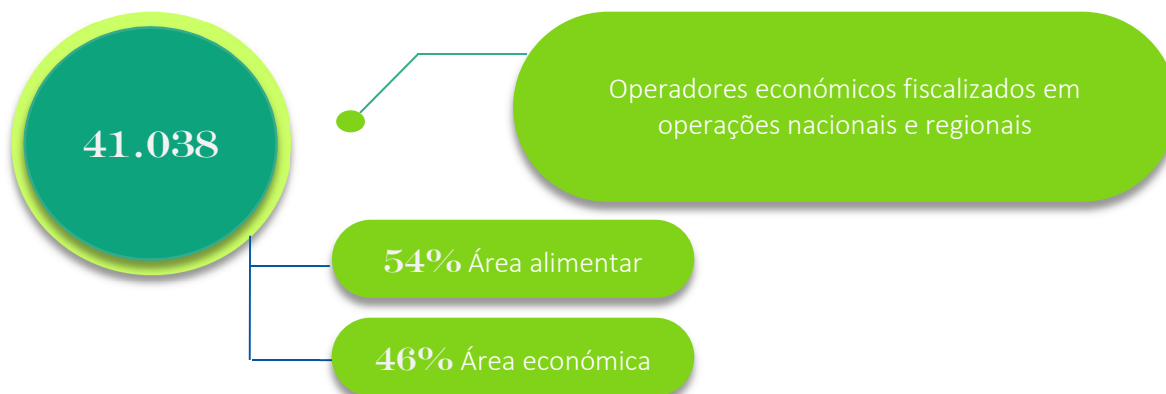 41.038
Operadores económicos fiscalizados em
operações nacionais e regionais
54% Área alimentar
46% Área económica